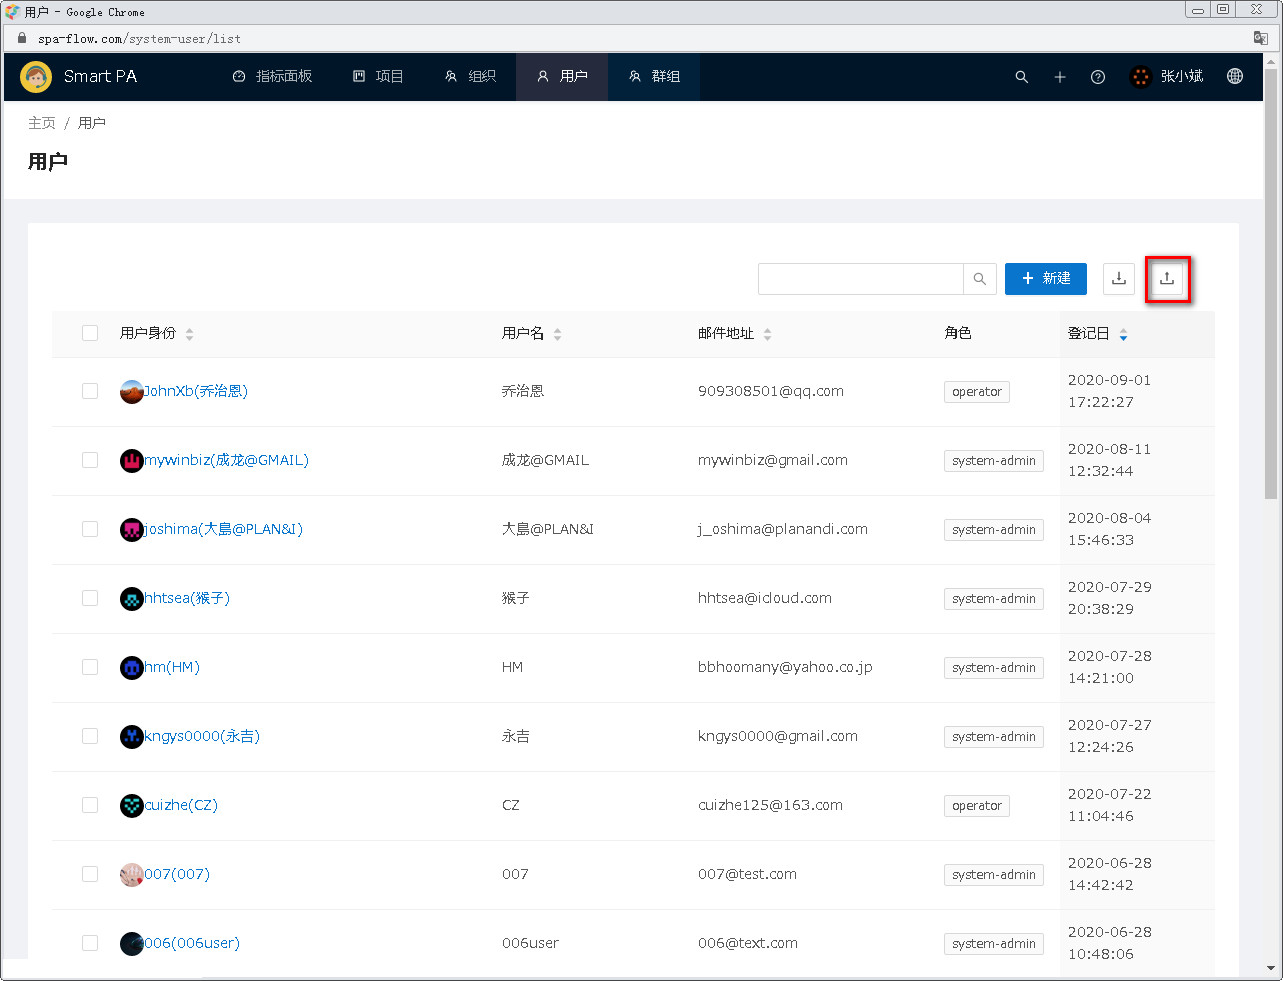 用户 - Google Chrome
spa-flow.com/system-user/list
Smart PA 指标面板 项目 组织 用户 群组 张小斌
主页 / 用户
用户
+ 新建
用户身份 用户名 邮件地址 角色 登记日
JohnXb(乔治恩) 乔治恩 909308501@qq.com operator 2020-09-01
17:22:27
mywinbiz(成龙@GMAIL) 成龙@GMAIL mywinbiz@gmail.com system-admin 2020-08-11
12:32:44
joshima(大島@PLAN&I) 大島@PLAN&I j_oshima@planandi.com system-admin 2020-08-04
15:46:33
hhtsea(猴子) 猴子 hhtsea@icloud.com system-admin 2020-07-29
20:38:29
hm(HM) HM bbhoomany@yahoo.co.jp system-admin 2020-07-28
14:21:00
kngys0000(永吉) 永吉 kngys0000@gmail.com system-admin 2020-07-27
12:24:26
cuizhe(CZ) CZ cuizhe125@163.com operator 2020-07-22
11:04:46
007(007) 007 007@test.com system-admin 2020-06-28
14:42:42
006(006user) 006user 006@text.com system-admin 2020-06-28
10:48:06